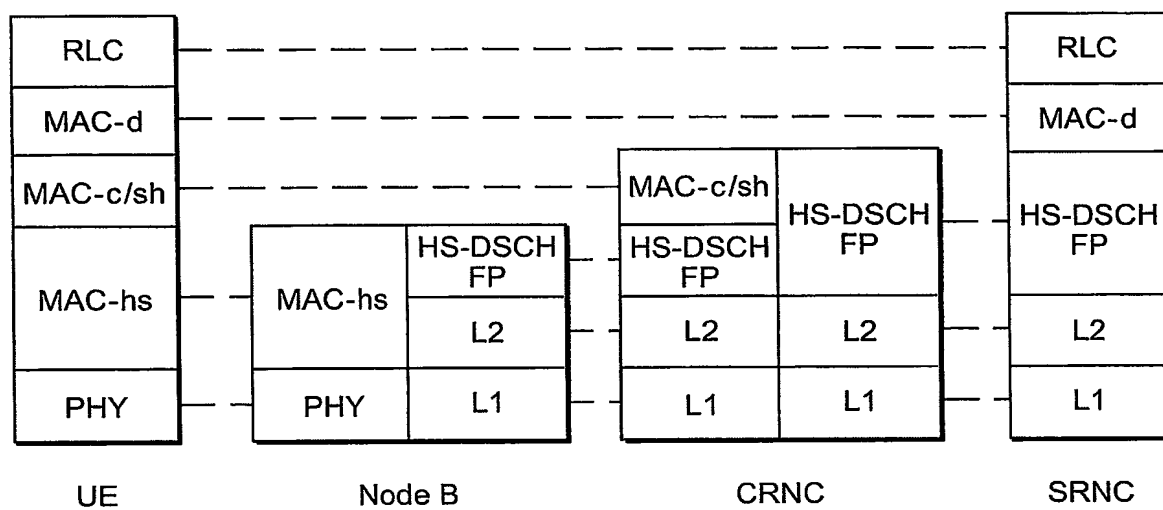 RLC
MAC-d
MAC-c/sh
MAC-hs
PHY
UE
MAC-hs
PHY
HS-DSCH
FP
L2
L1
Node B
MAC-c/sh
HS-DSCH
FP
L2
L1
HS-DSCH
FP
L2
L1
CRNC
RLC
MAC-d
HS-DSCH
FP
L2
L1
SRNC